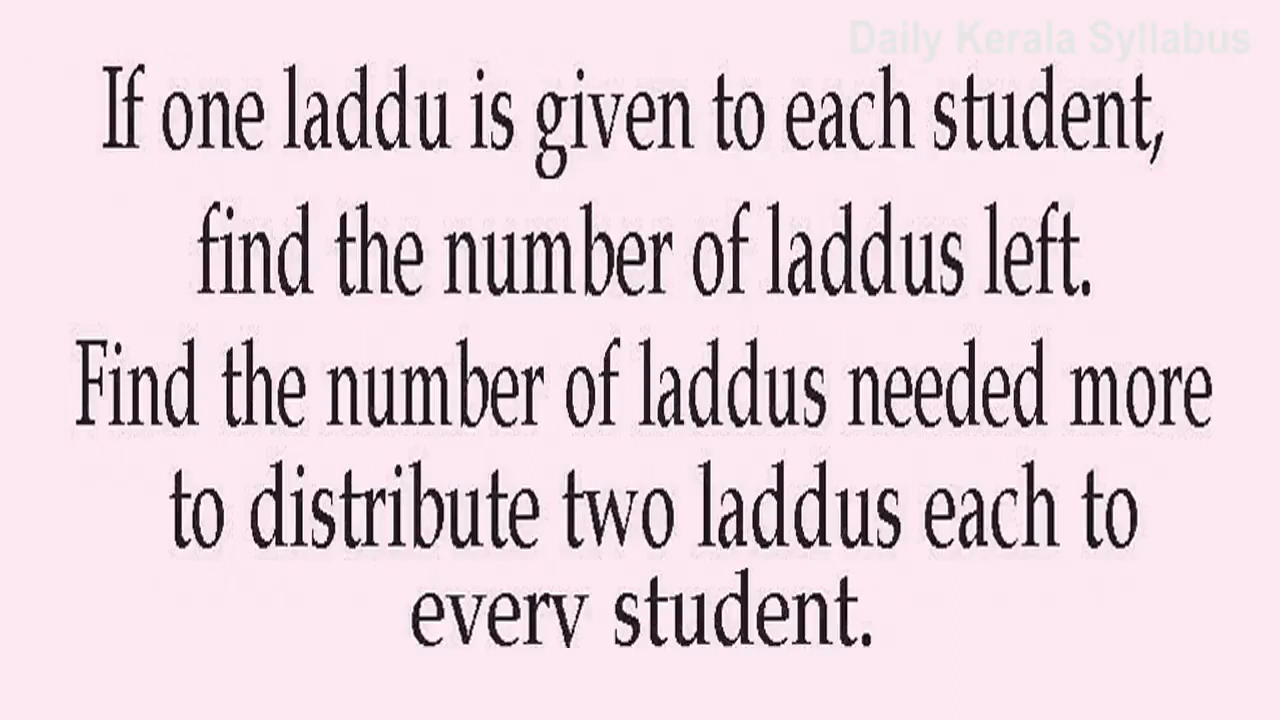 Daily Kerala Syllabus
If one laddu is given to each student,
find the number of laddus left.
Find the number of laddus needed more
to distribute two laddus each to
every student.